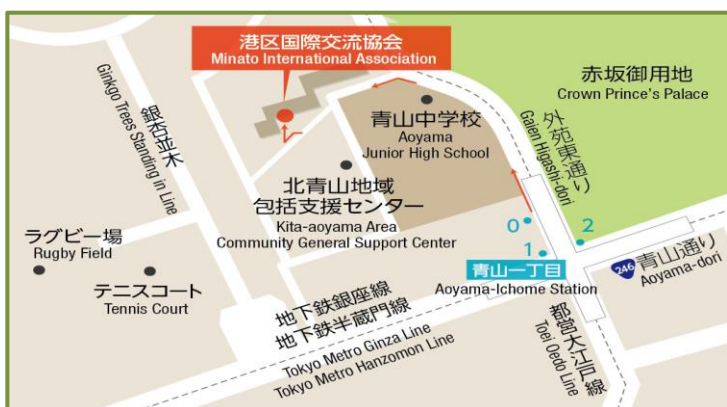 港区国際交流協会
Minato International Association
赤坂御用地
Crown Prince's Palace
銀杏並木
Ginkgo Trees Standing in Line
青山中学校
Aoyama
Junior High School
外苑東通り
Gaien Higashi-dori
北青山地域
包括支援センター
Kita-aoyama Area
Community General Support Center
0
1
2
ラグビー場
Rugby Field
テニスコート
Tennis Court
青山一丁目
Aoyama-Ichome Station
246
青山通り
Aoyama-dori
地下鉄銀座線
地下鉄半蔵門線
Tokyo Metro Ginza Line
Tokyo Metro Hanzomon Line
都営大江戸線
Toei Oedo Line